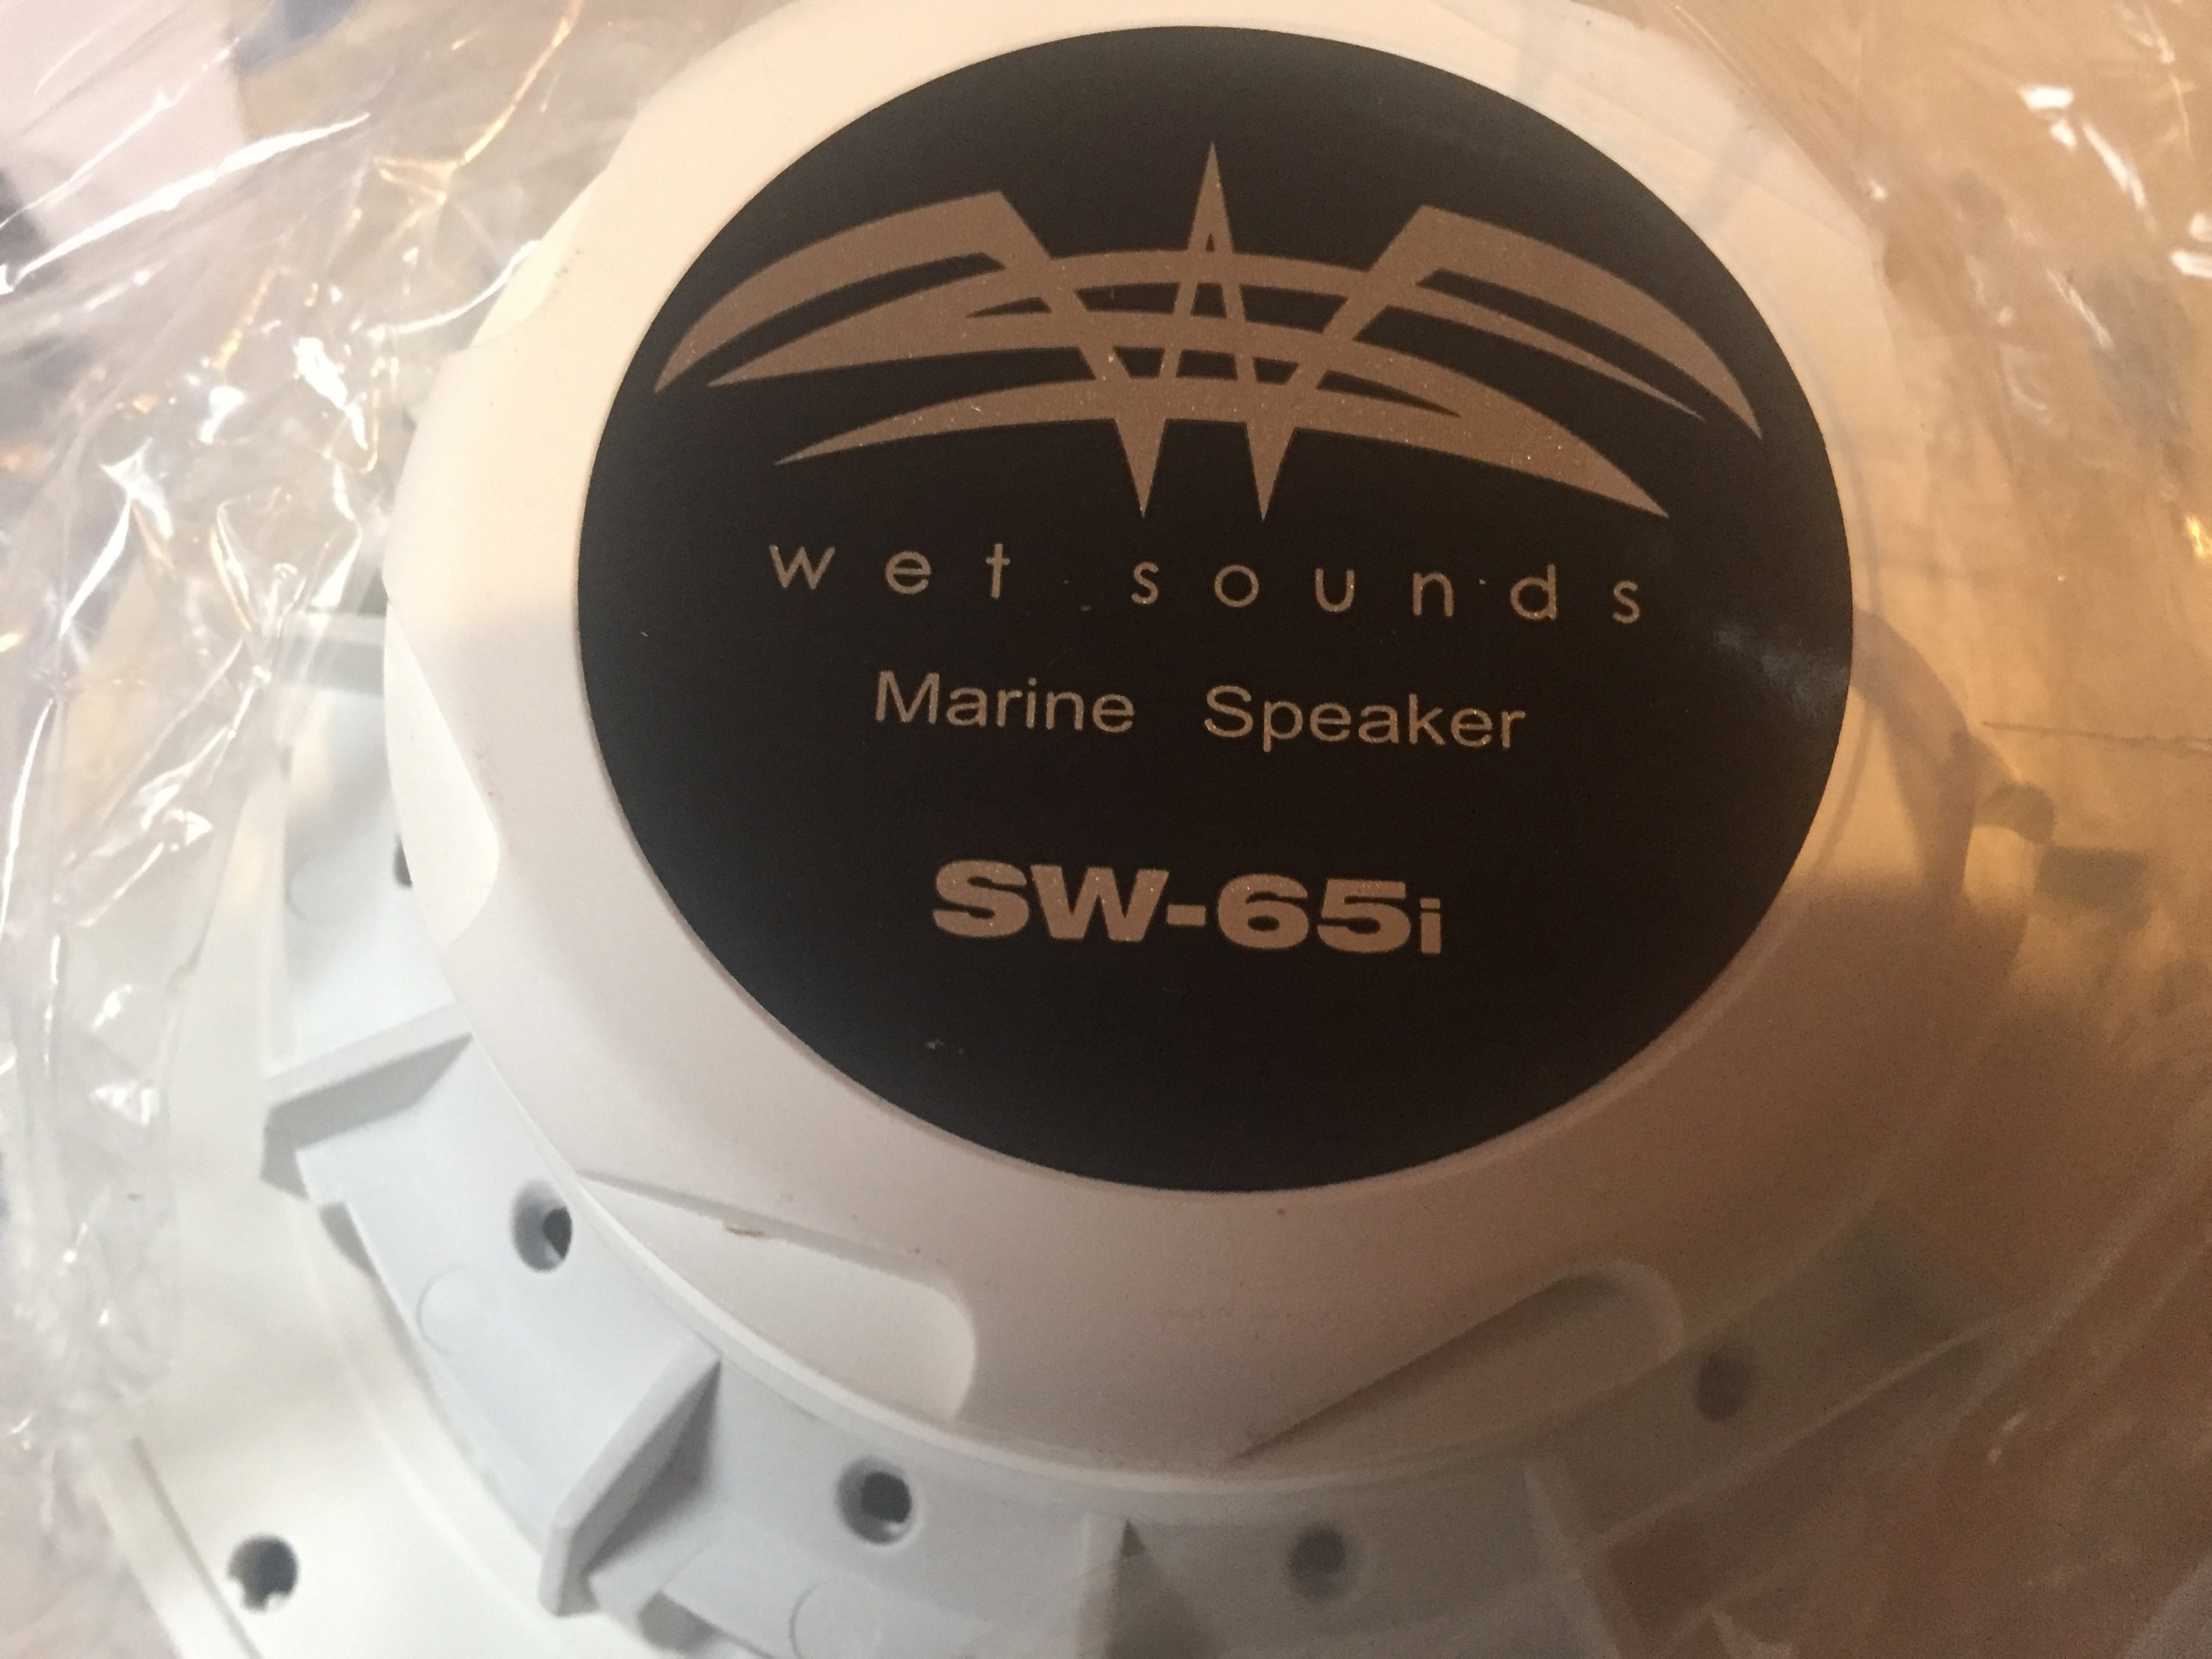 wet sounds
Marine Speaker
SW-65i